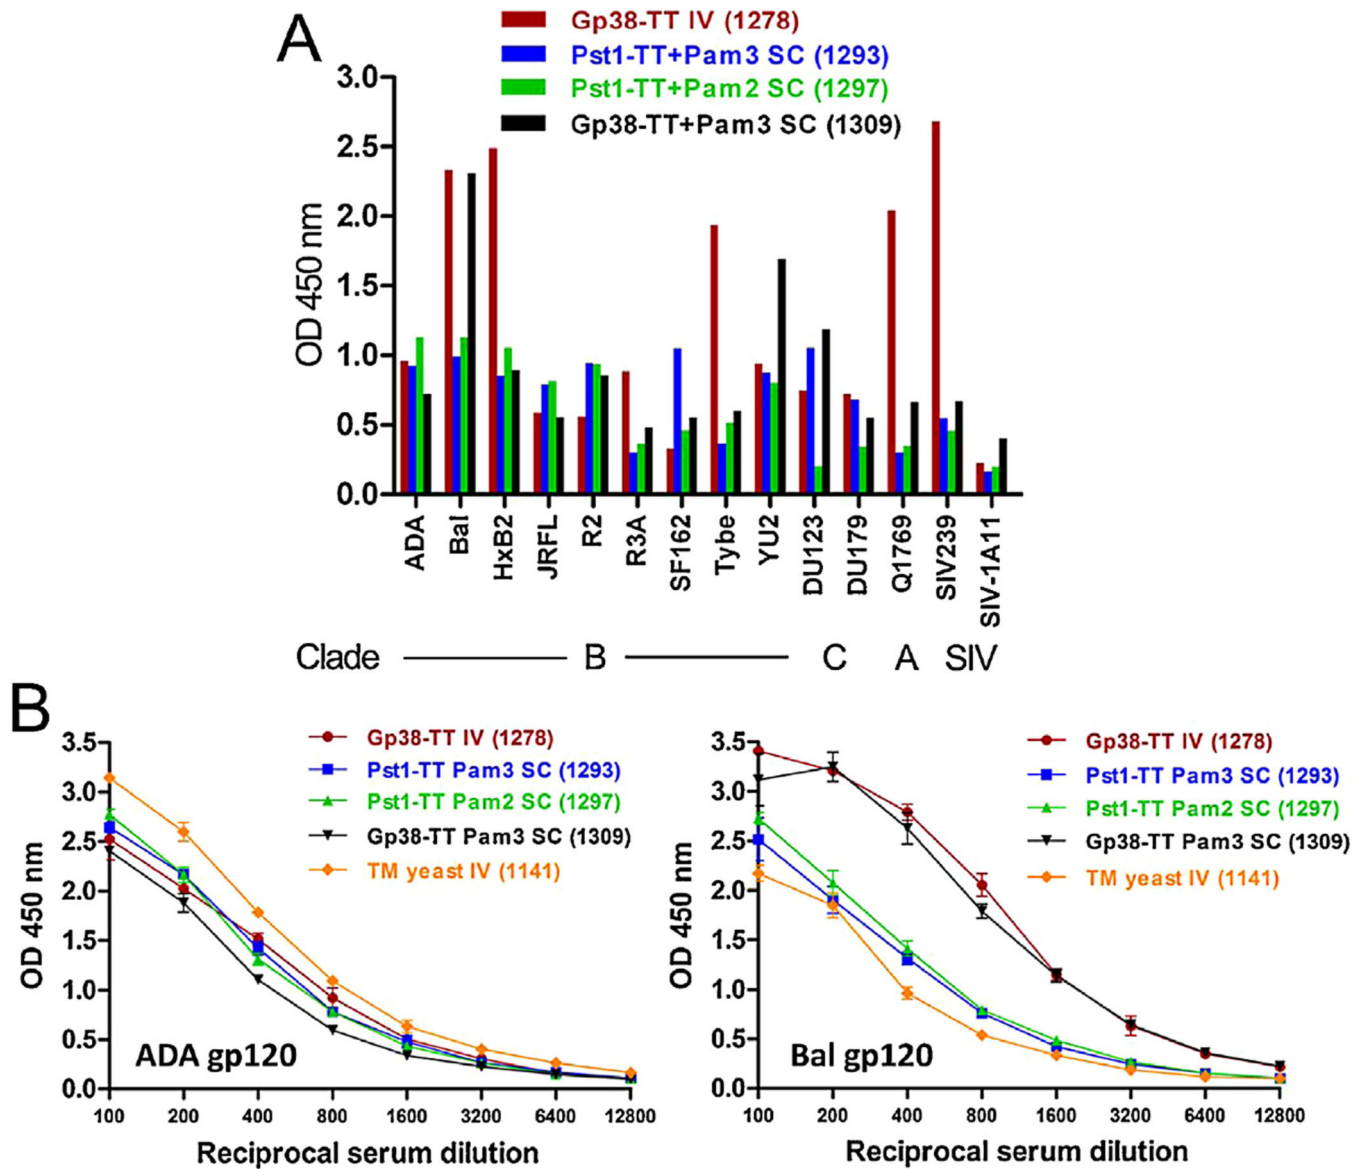 A
Gp38-TT IV (1278)
Pst1-TT+Pam3 SC (1293)
Pst1-TT+Pam2 SC (1297)
Gp38-TT+Pam3 SC (1309)
OD 450 nm
3.0
2.5
2.0
1.5
1.0
0.5
0.0
ADA
Bal
HxB2
JRFL
R2
R3A
SF162
Tybe
YU2
DU123
DU179
Q1769
SIV239
SIV-1A11
Clade B C A SIV
B
Gp38-TT IV (1278)
Pst1-TT Pam3 SC (1293)
Pst1-TT Pam2 SC (1297)
Gp38-TT Pam3 SC (1309)
TM yeast IV (1141)
OD 450 nm
3.5
3.0
2.5
2.0
1.5
1.0
0.5
0.0
ADA gp120
100 200 400 800 1600 3200 6400 12800
Reciprocal serum dilution
Gp38-TT IV (1278)
Pst1-TT Pam3 SC (1293)
Pst1-TT Pam2 SC (1297)
Gp38-TT Pam3 SC (1309)
TM yeast IV (1141)
OD 450 nm
3.5
3.0
2.5
2.0
1.5
1.0
0.5
0.0
Bal gp120
100 200 400 800 1600 3200 6400 12800
Reciprocal serum dilution